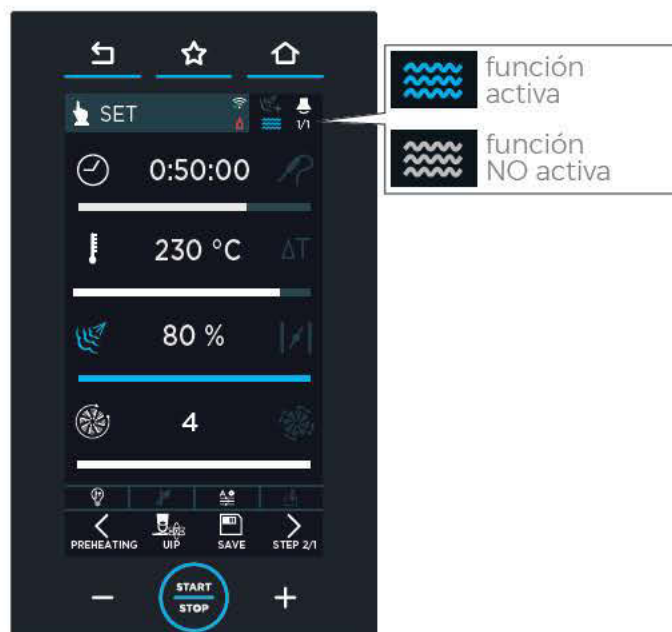 SET
1/1
función
activa
función
NO activa
0:50:00
230 °C
ΔT
80 %
4
PREHEATING
UIP
SAVE
STEP 2/1
START
STOP